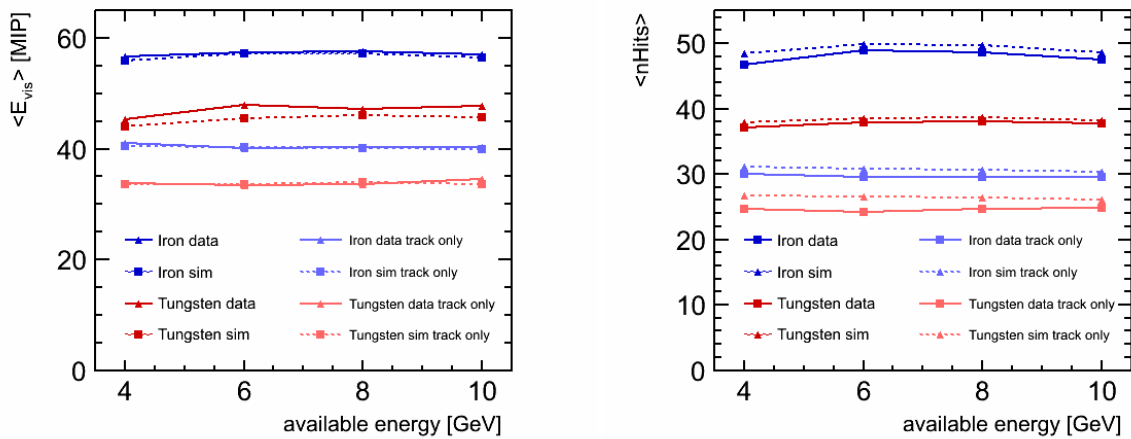 <E_vis> [MIP]
60
40
20
0
Iron data
Iron sim
Tungsten data
Tungsten sim
Iron data track only
Iron sim track only
Tungsten data track only
Tungsten sim track only
4 6 8 10
available energy [GeV]
<nHits>
50
40
30
20
10
0
Iron data
Iron sim
Tungsten data
Tungsten sim
Iron data track only
Iron sim track only
Tungsten data track only
Tungsten sim track only
4 6 8 10
available energy [GeV]